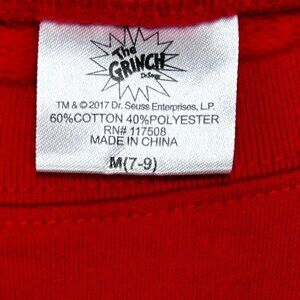 The
GRINCH
Dr. Seuss
TM & © 2017 Dr. Seuss Enterprises, L.P.
60%COTTON 40%POLYESTER
RN# 117508
MADE IN CHINA
M(7-9)